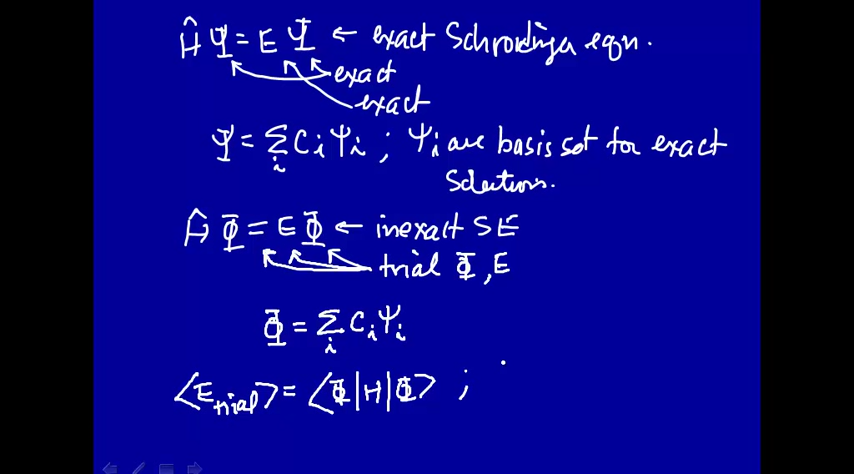 Ĥ Ψ = E Ψ ← exact Schrodinger eqn.
exact
exact
Ψ = Σ_i C_i ψ_i ; ψ_i are basis set for exact
Solutions.
Ĥ Φ = E Φ ← inexact SE
trial Φ, E
Φ = Σ_i C_i ψ_i
⟨E_trial⟩ = ⟨Φ|H|Φ⟩ ;